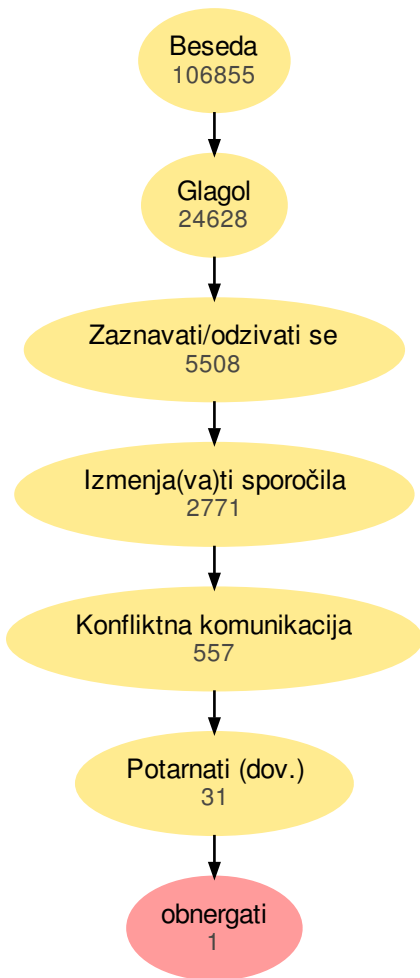 Beseda
106855
Glagol
24628
Zaznavati/odzivati se
5508
Izmenja(va)ti sporočila
2771
Konfliktna komunikacija
557
Potarnati (dov.)
31
obnergati
1